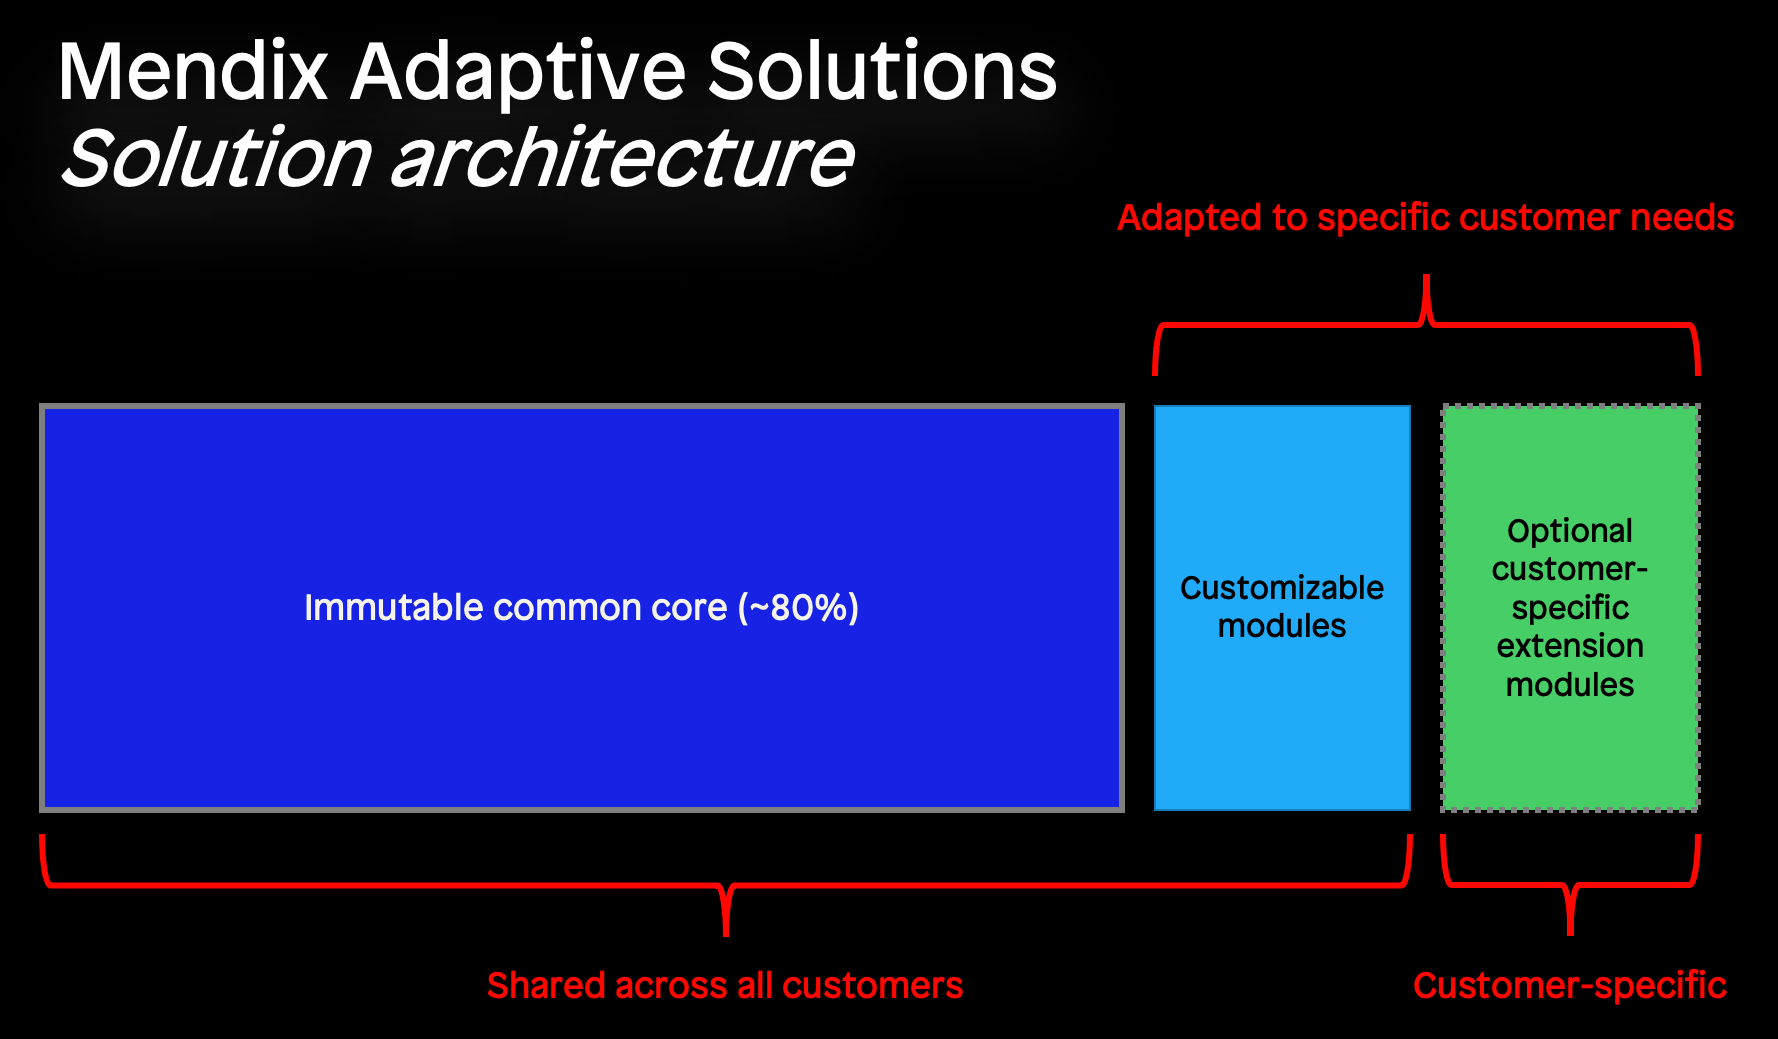 Mendix Adaptive Solutions
Solution architecture
Adapted to specific customer needs
Immutable common core (~80%)
Customizable
modules
Optional
customer-
specific
extension
modules
Shared across all customers
Customer-specific